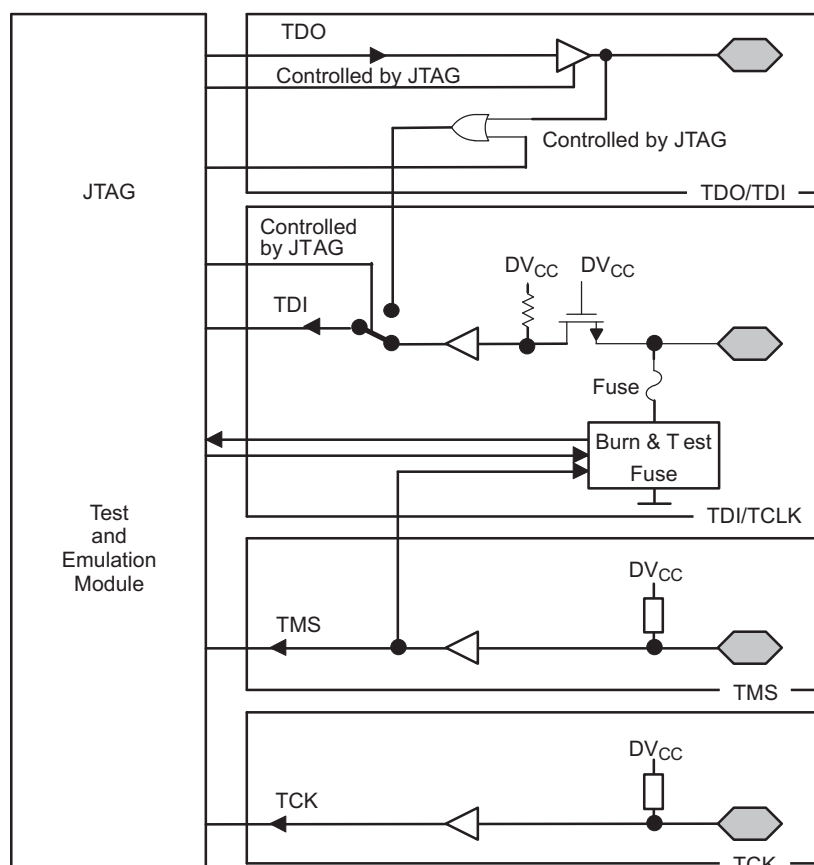 TDO
Controlled by JTAG
Controlled by JTAG
JTAG
TDO/TDI
Controlled
by JTAG
DVCC
DVCC
TDI
Fuse
Burn & Test
Fuse
TDI/TCLK
Test
and
Emulation
Module
DVCC
TMS
TMS
DVCC
TCK
TCK